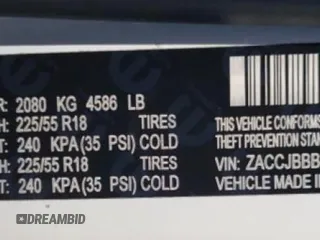 R: 2080 KG 4586 LB
H: 225/55 R18 TIRES
T: 240 KPA(35 PSI) COLD
H: 225/55 R18 TIRES
T: 240 KPA(35 PSI) COLD
THIS VEHICLE CONFORMS
THEFT PREVENTION STAN
VIN: ZACCJBBB
VEHICLE MADE IN
DREAMBID